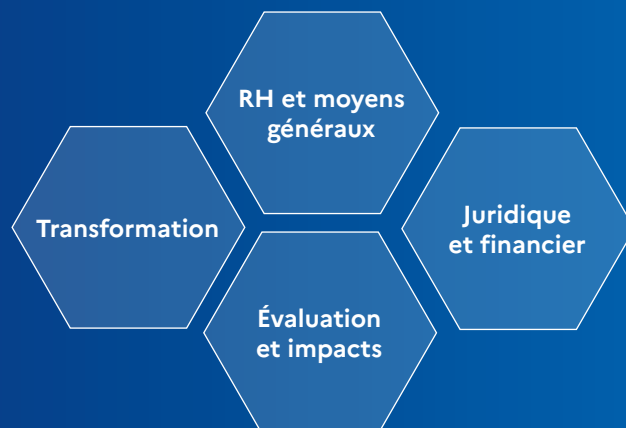 RH et moyens
généraux
Transformation
Juridique
et financier
Évaluation
et impacts